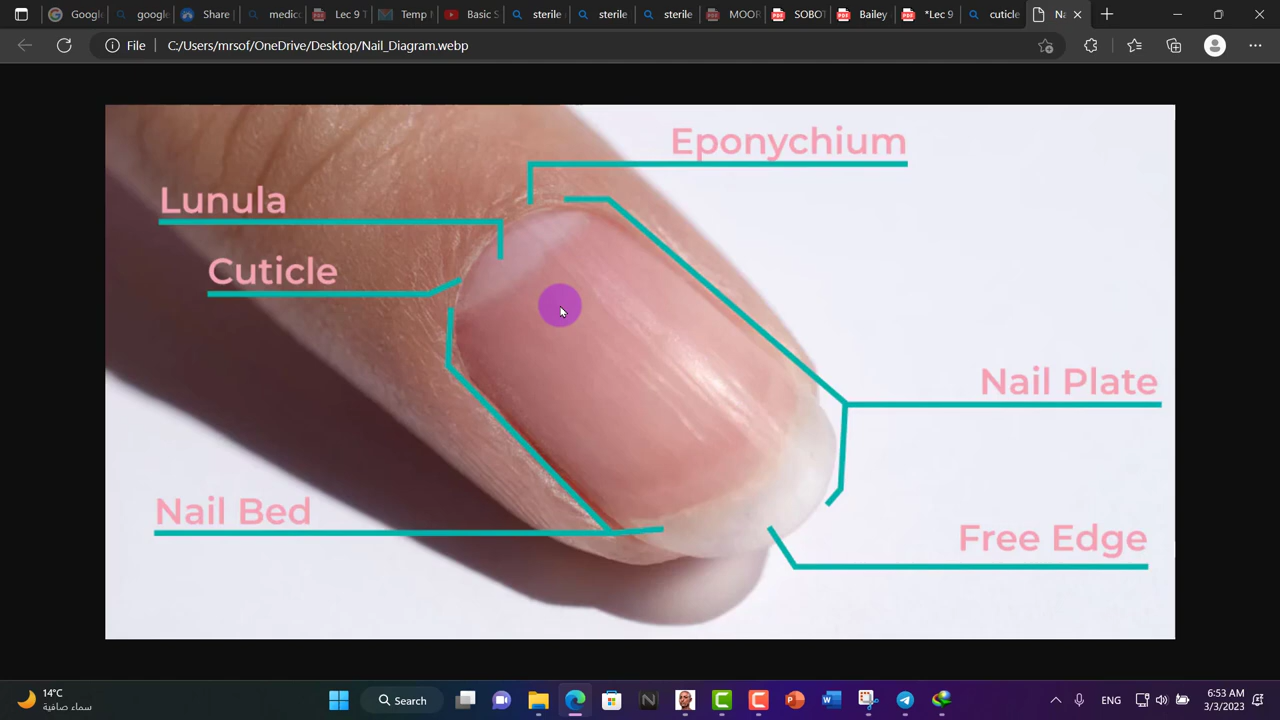 Google
google
Share |
medic
Lec 9 T
Temp M
Basic S
sterile
sterile
sterile
MOOR
SOBOT
Bailey
*Lec 9
cuticle
Na
File
C:/Users/mrsof/OneDrive/Desktop/Nail_Diagram.webp
Eponychium
Lunula
Cuticle
Nail Plate
Nail Bed
Free Edge
14°C
سماء صافية
Search
ENG
6:53 AM
3/3/2023